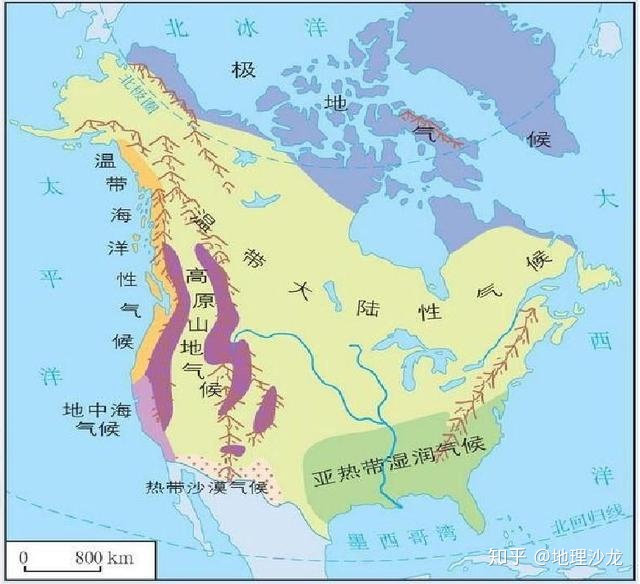 北冰洋
极地气候
北极圈
温带海洋性气候
太平洋
大西洋
温带大陆性气候
高原山地气候
地中海
气候
热带沙漠气候
亚热带湿润气候
墨西哥湾
北回归线
0 800 km
知乎 @地理沙龙